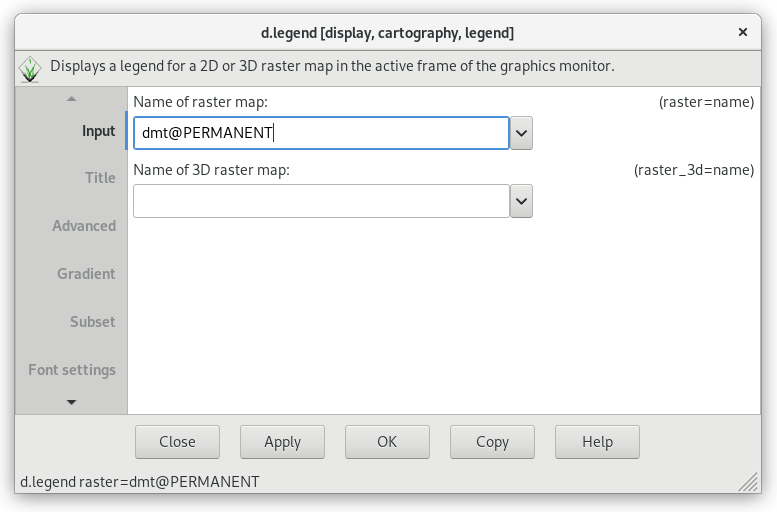 d.legend [display, cartography, legend]
Displays a legend for a 2D or 3D raster map in the active frame of the graphics monitor.
Input
Title
Advanced
Gradient
Subset
Font settings
Name of raster map: (raster=name)
dmt@PERMANENT
Name of 3D raster map: (raster_3d=name)
Close Apply OK Copy Help
d.legend raster=dmt@PERMANENT